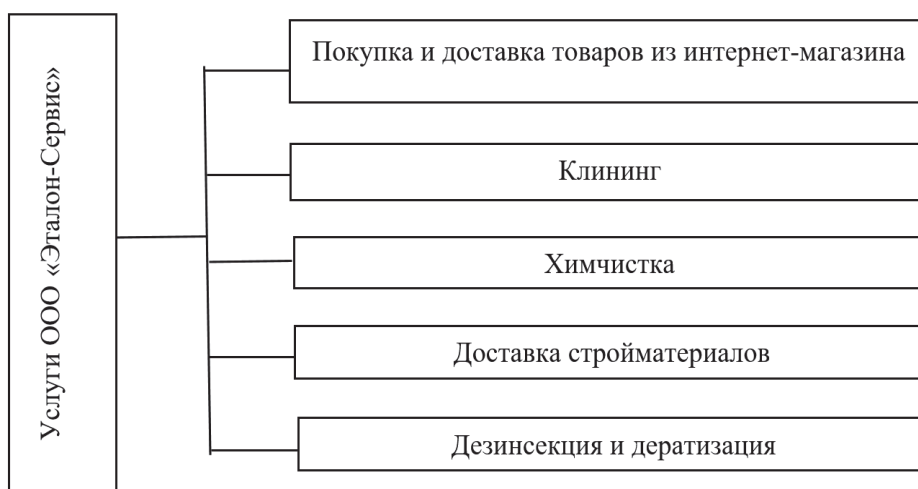 Услуги ООО «Эталон-Сервис»
Покупка и доставка товаров из интернет-магазина
Клининг
Химчистка
Доставка стройматериалов
Дезинсекция и дератизация